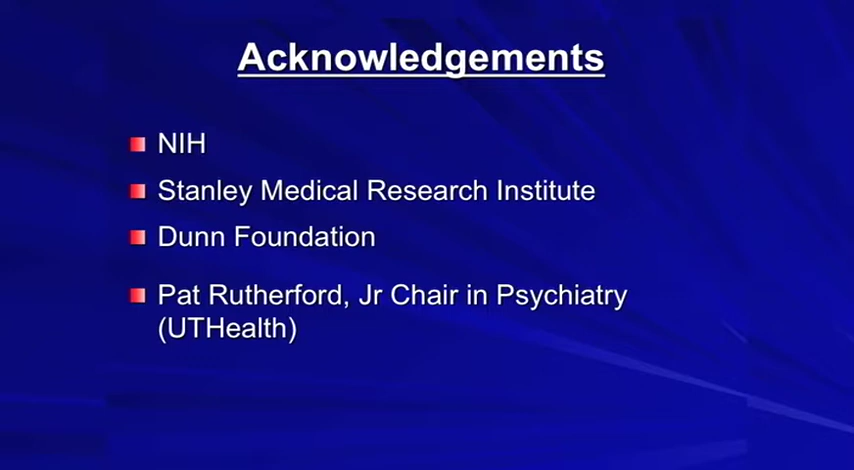 Acknowledgements
NIH
Stanley Medical Research Institute
Dunn Foundation
Pat Rutherford, Jr Chair in Psychiatry
(UTHealth)